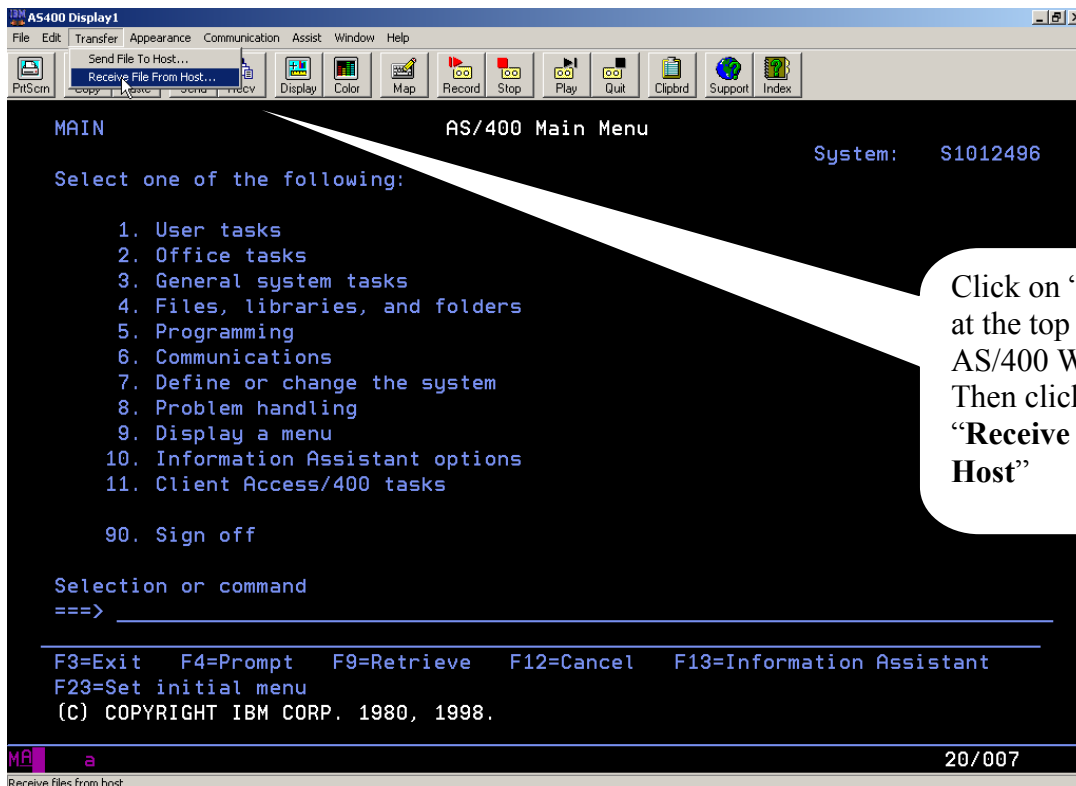 IBM AS400 Display1
File Edit Transfer Appearance Communication Assist Window Help
Send File To Host...
Receive File From Host...
PrtScrn Copy Paste Send Recv Display Color Map Record Stop Play Quit Clipbrd Support Index
MAIN AS/400 Main Menu
System: S1012496
Select one of the following:
1. User tasks
2. Office tasks
3. General system tasks
4. Files, libraries, and folders
5. Programming
6. Communications
7. Define or change the system
8. Problem handling
9. Display a menu
10. Information Assistant options
11. Client Access/400 tasks
90. Sign off
Selection or command
===>
F3=Exit F4=Prompt F9=Retrieve F12=Cancel F13=Information Assistant
F23=Set initial menu
(C) COPYRIGHT IBM CORP. 1980, 1998.
MA a 20/007
Receive files from host
Click on “
at the top
AS/400 W
Then click
“Receive
Host”